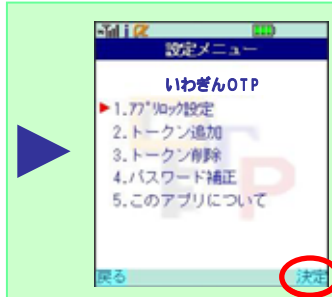 設定メニュー
いわぎんOTP
1.ｱﾌﾟﾘﾛｯｸ設定
2.トークン追加
3.トークン削除
4.パスワード補正
5.このアプリについて
戻る 決定